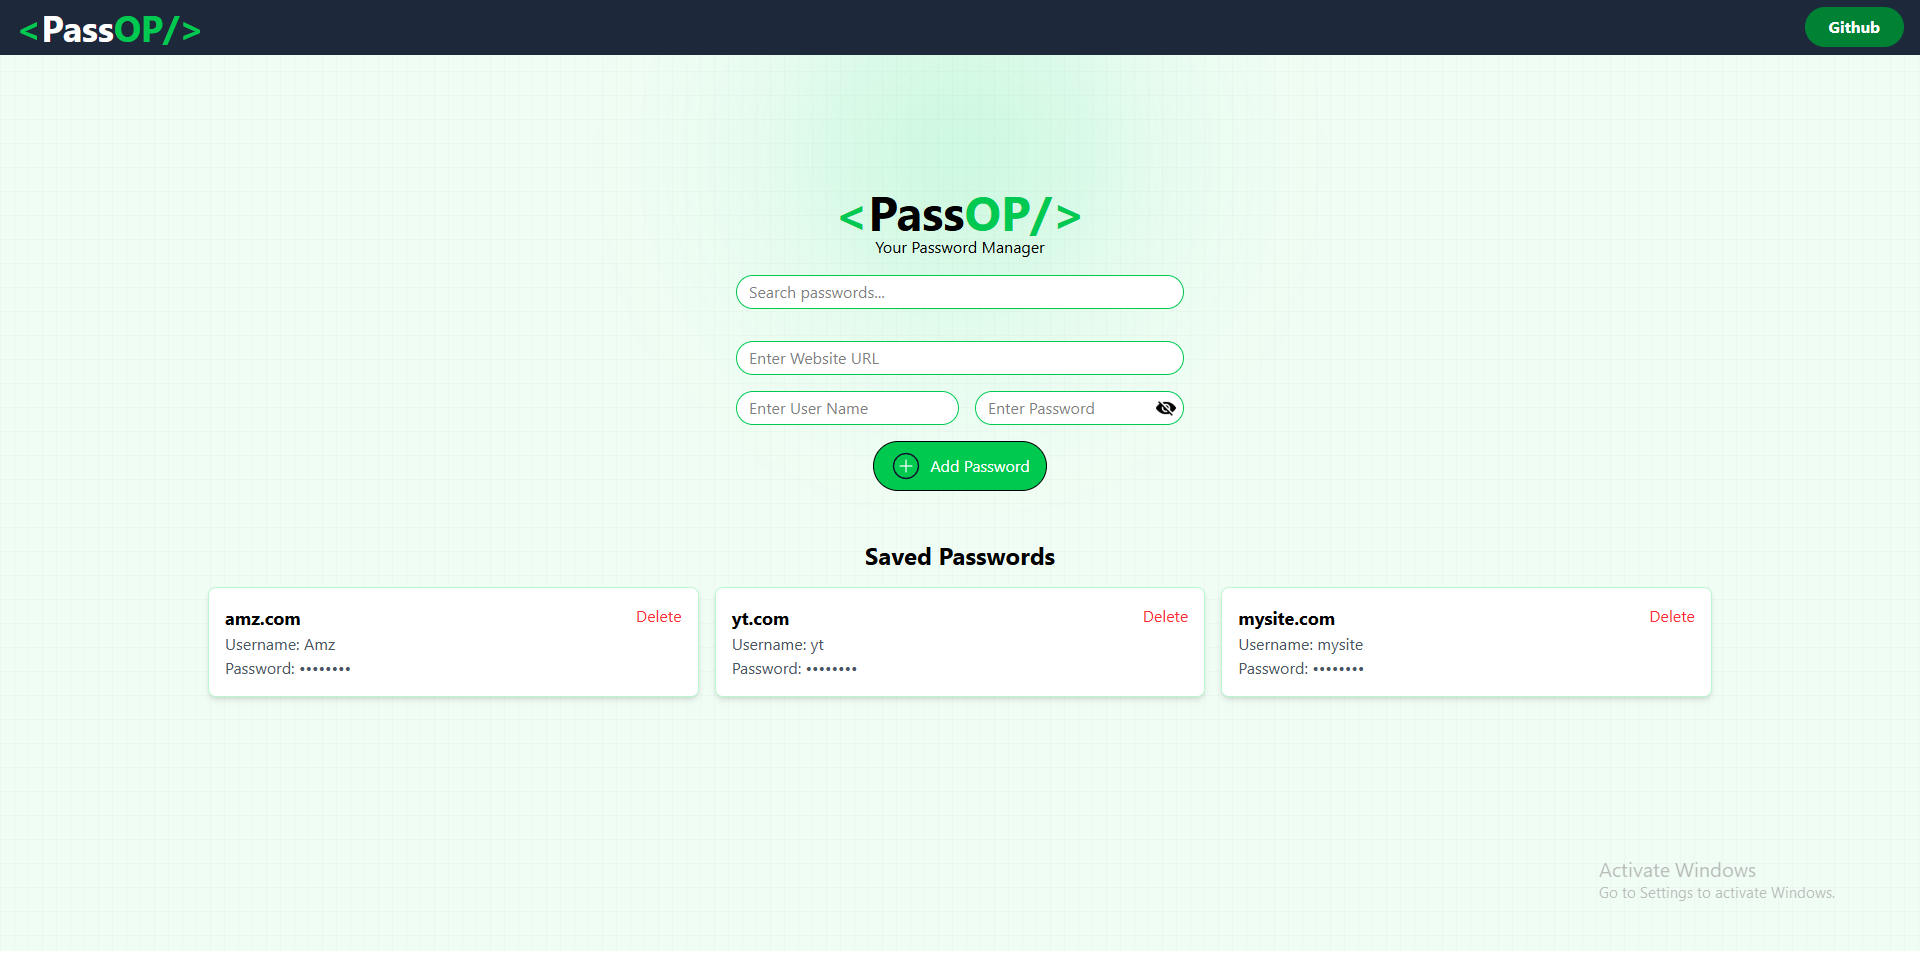 <PassOP/>
Github
<PassOP/>
Your Password Manager
Search passwords...
Enter Website URL
Enter User Name
Enter Password
Add Password
Saved Passwords
amz.com
Delete
Username: Amz
Password: ••••••••
yt.com
Delete
Username: yt
Password: ••••••••
mysite.com
Delete
Username: mysite
Password: ••••••••
Activate Windows
Go to Settings to activate Windows.